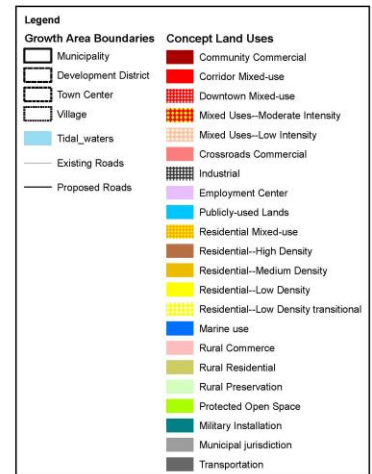 Legend
Growth Area Boundaries
Municipality
Development District
Town Center
Village
Tidal_waters
Existing Roads
Proposed Roads
Concept Land Uses
Community Commercial
Corridor Mixed-use
Downtown Mixed-use
Mixed Uses--Moderate Intensity
Mixed Uses--Low Intensity
Crossroads Commercial
Industrial
Employment Center
Publicly-used Lands
Residential Mixed-use
Residential--High Density
Residential--Medium Density
Residential--Low Density
Residential--Low Density transitional
Marine use
Rural Commerce
Rural Residential
Rural Preservation
Protected Open Space
Military Installation
Municipal jurisdiction
Transportation